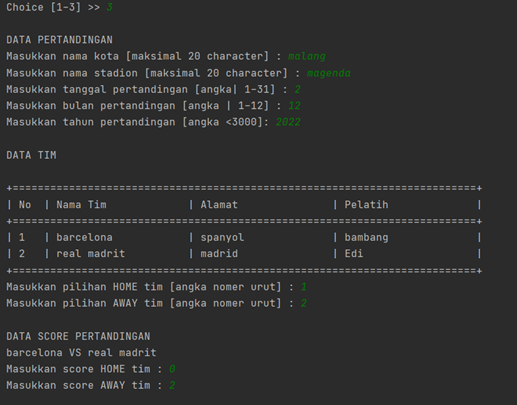 Choice [1-3] >> 3
DATA PERTANDINGAN
Masukkan nama kota [maksimal 20 character] : malang
Masukkan nama stadion [maksimal 20 character] : magenda
Masukkan tanggal pertandingan [angka| 1-31] : 2
Masukkan bulan pertandingan [angka | 1-12] : 12
Masukkan tahun pertandingan [angka <3000]: 2022
DATA TIM
+==========================================================================+
| No | Nama Tim | Alamat | Pelatih |
+==========================================================================+
| 1 | barcelona | spanyol | bambang |
| 2 | real madrit | madrid | Edi |
+==========================================================================+
Masukkan pilihan HOME tim [angka nomer urut] : 1
Masukkan pilihan AWAY tim [angka nomer urut] : 2
DATA SCORE PERTANDINGAN
barcelona VS real madrit
Masukkan score HOME tim : 0
Masukkan score AWAY tim : 2